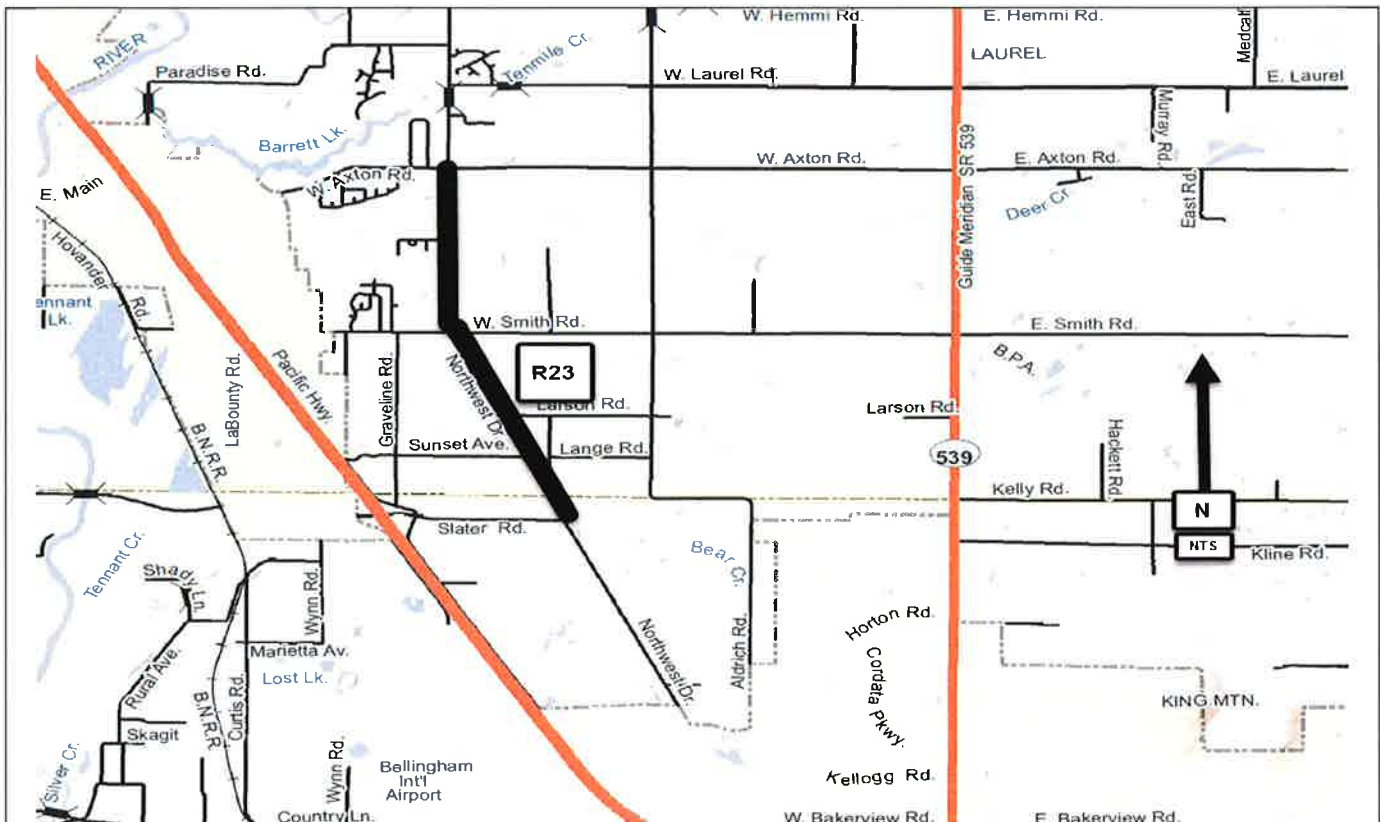 W. Hemmi Rd.
E. Hemmi Rd.
Medcalf
RIVER
Tenmile Cr.
LAUREL
Paradise Rd.
W. Laurel Rd.
E. Laurel
Murray Rd.
Barrett Lk.
Guide Meridian SR 539
W. Axton Rd.
E. Axton Rd.
W. Axton Rd.
E. Main
East Rd.
Deer Cr.
Hovander
Rd.
ennant
Lk.
W. Smith Rd.
E. Smith Rd.
LaBounty Rd.
Pacific Hwy.
Graveline Rd.
Northwest Dr.
R23
B.P.A.
Larson Rd.
Larson Rd.
Sunset Ave.
Lange Rd.
Hackett Rd.
B.N.R.R.
539
Kelly Rd.
N
Slater Rd.
NTS
Kline Rd.
Bear Cr.
Tennant Cr.
Shady Ln.
Wynn Rd.
Horton Rd.
Marietta Av.
Northwest Dr.
Aldrich Rd.
Rural Ave.
Lost Lk.
Cordata Pkwy.
B.N.R.R.
Curtis Rd.
KING MTN.
Skagit
Silver Cr.
Wynn Rd.
Bellingham
Int'l
Airport
Kellogg Rd.
Country Ln.
W. Bakerview Rd.
E. Bakerview Rd.